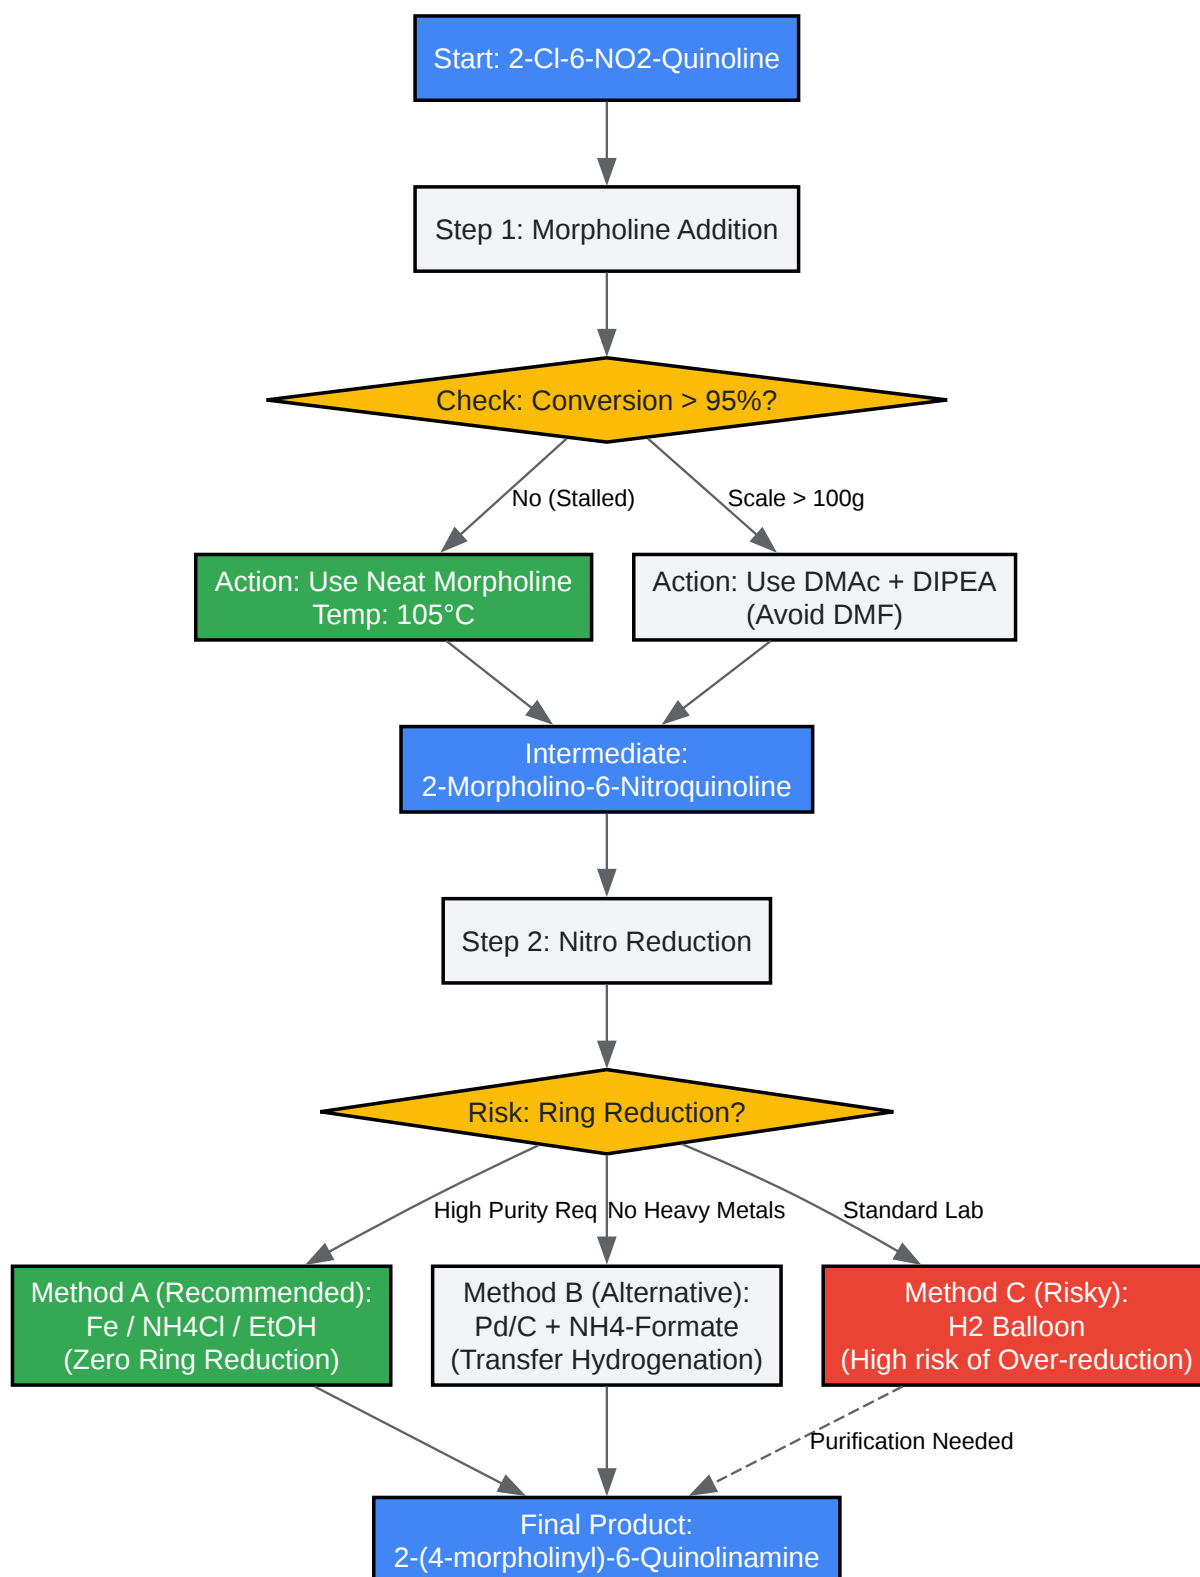 Start: 2-Cl-6-NO2-Quinoline
Step 1: Morpholine Addition
Check: Conversion > 95%?
No (Stalled)
Scale > 100g
Action: Use Neat Morpholine
Temp: 105°C
Action: Use DMAc + DIPEA
(Avoid DMF)
Intermediate:
2-Morpholino-6-Nitroquinoline
Step 2: Nitro Reduction
Risk: Ring Reduction?
High Purity Req
No Heavy Metals
Standard Lab
Method A (Recommended):
Fe / NH4Cl / EtOH
(Zero Ring Reduction)
Method B (Alternative):
Pd/C + NH4-Formate
(Transfer Hydrogenation)
Method C (Risky):
H2 Balloon
(High risk of Over-reduction)
Purification Needed
Final Product:
2-(4-morpholinyl)-6-Quinolinamine